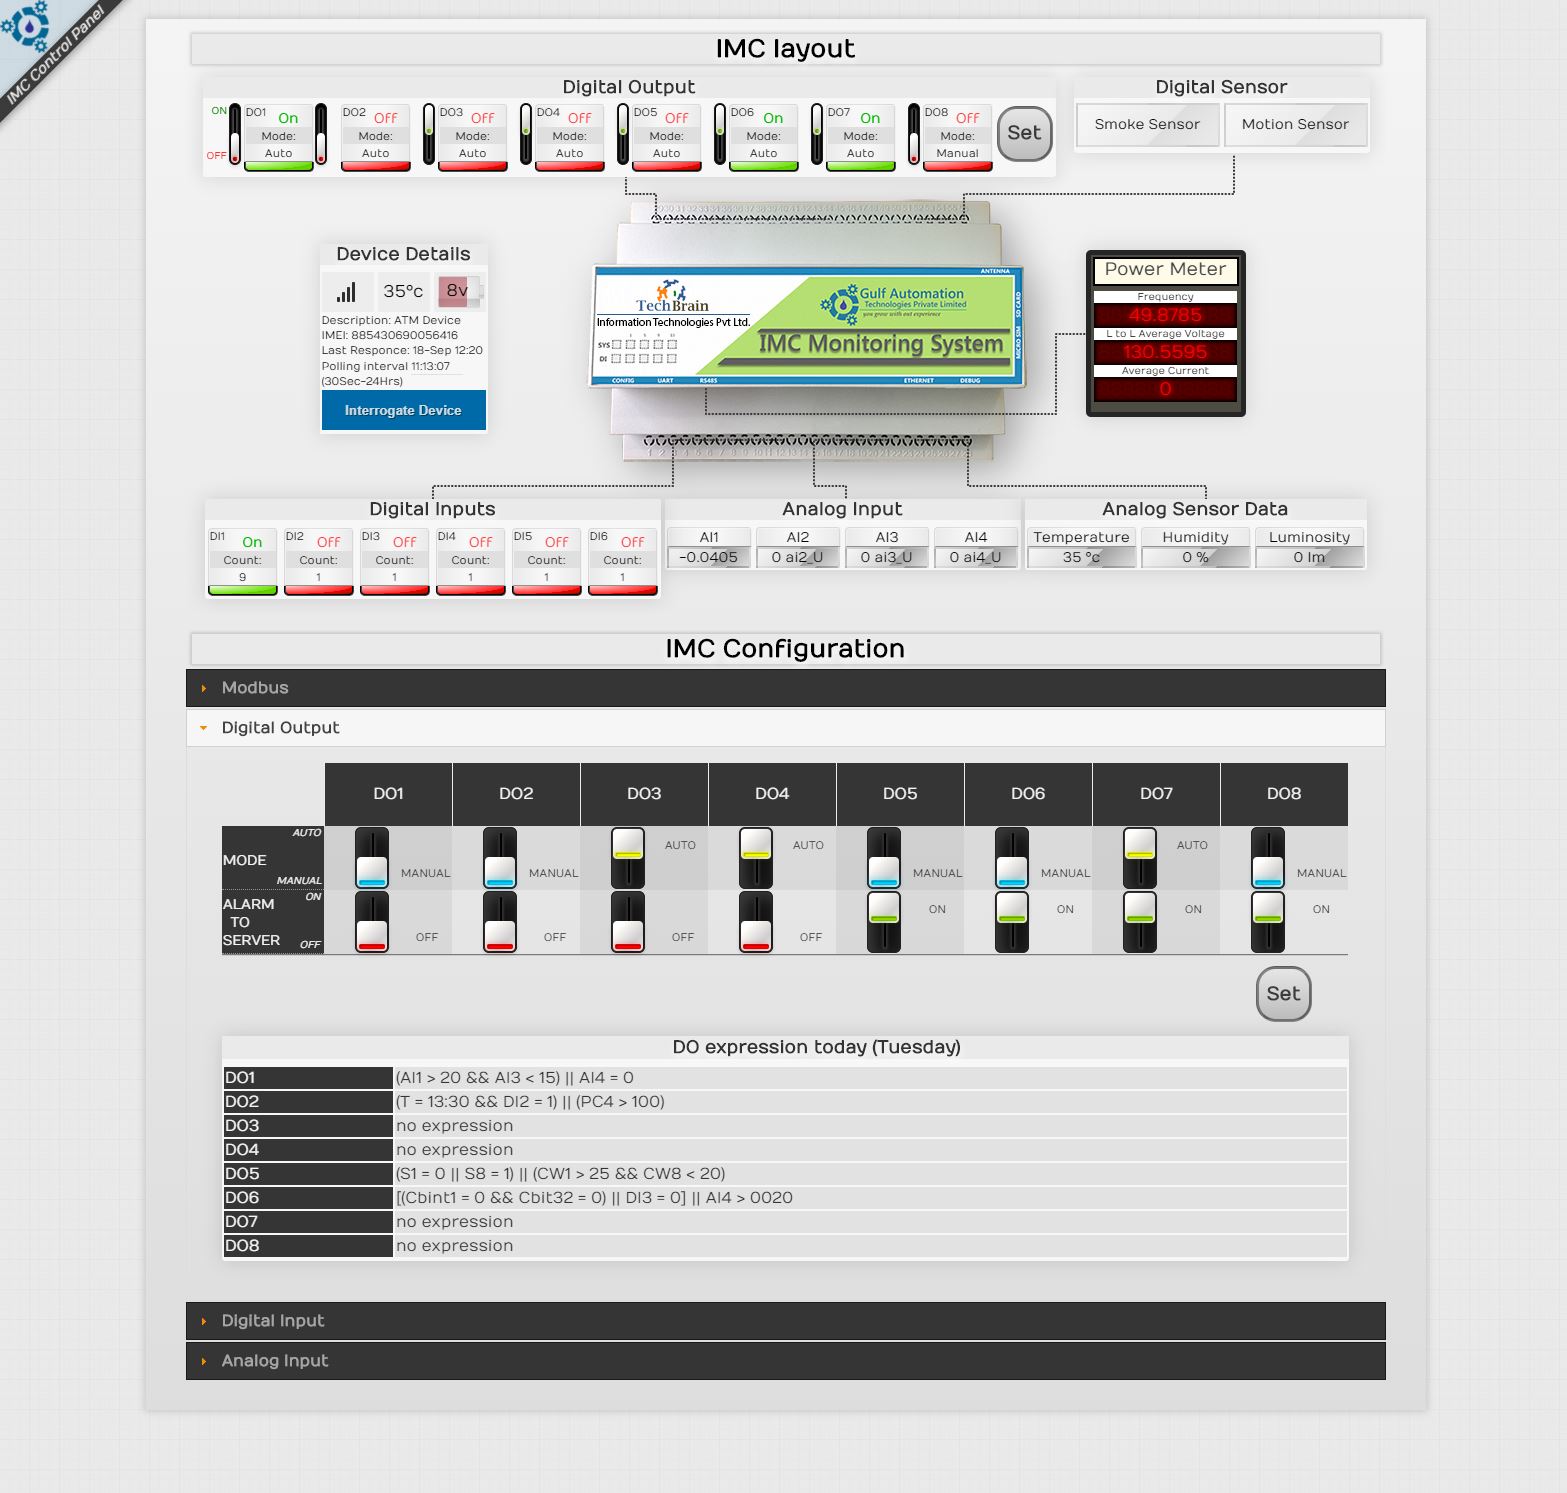 IMC Control Panel
IMC layout
Digital Output
Digital Sensor
ON
OFF
DO1 On
Mode:
Auto
DO2 Off
Mode:
Auto
DO3 Off
Mode:
Auto
DO4 Off
Mode:
Auto
DO5 Off
Mode:
Auto
DO6 On
Mode:
Auto
DO7 On
Mode:
Auto
DO8 Off
Mode:
Manual
Set
Smoke Sensor
Motion Sensor
Device Details
35°c
8v
Description: ATM Device
IMEI: 885430690056416
Last Responce: 18-Sep 12:20
Polling interval 11:13:07
(30Sec-24Hrs)
Interrogate Device
ANTENNA
TechBrain
Information Technologies Pvt Ltd.
Gulf Automation
Technologies Private Limited
you grow with out experience
IMC Monitoring System
SYS
DI
MICRO SIM SD CARD
CONFIG UART RS485 ETHERNET DEBUG
Power Meter
Frequency
49.8785
L to L Average Voltage
130.5595
Average Current
0
Digital Inputs
DI1 On
Count:
9
DI2 Off
Count:
1
DI3 Off
Count:
1
DI4 Off
Count:
1
DI5 Off
Count:
1
DI6 Off
Count:
1
Analog Input
AI1 AI2 AI3 AI4
-0.0405 0 ai2_U 0 ai3_U 0 ai4_U
Analog Sensor Data
Temperature Humidity Luminosity
35 °c 0 % 0 lm
IMC Configuration
Modbus
Digital Output
DO1 DO2 DO3 DO4 DO5 DO6 DO7 DO8
AUTO
MODE
MANUAL
MANUAL MANUAL AUTO AUTO MANUAL MANUAL AUTO MANUAL
ON
ALARM
TO
SERVER
OFF
OFF OFF OFF OFF ON ON ON ON
Set
DO expression today (Tuesday)
DO1 (AI1 > 20 && AI3 < 15) || AI4 = 0
DO2 (T = 13:30 && DI2 = 1) || (PC4 > 100)
DO3 no expression
DO4 no expression
DO5 (S1 = 0 || S8 = 1) || (CW1 > 25 && CW8 < 20)
DO6 [(Cbint1 = 0 && Cbit32 = 0) || DI3 = 0] || AI4 > 0020
DO7 no expression
DO8 no expression
Digital Input
Analog Input